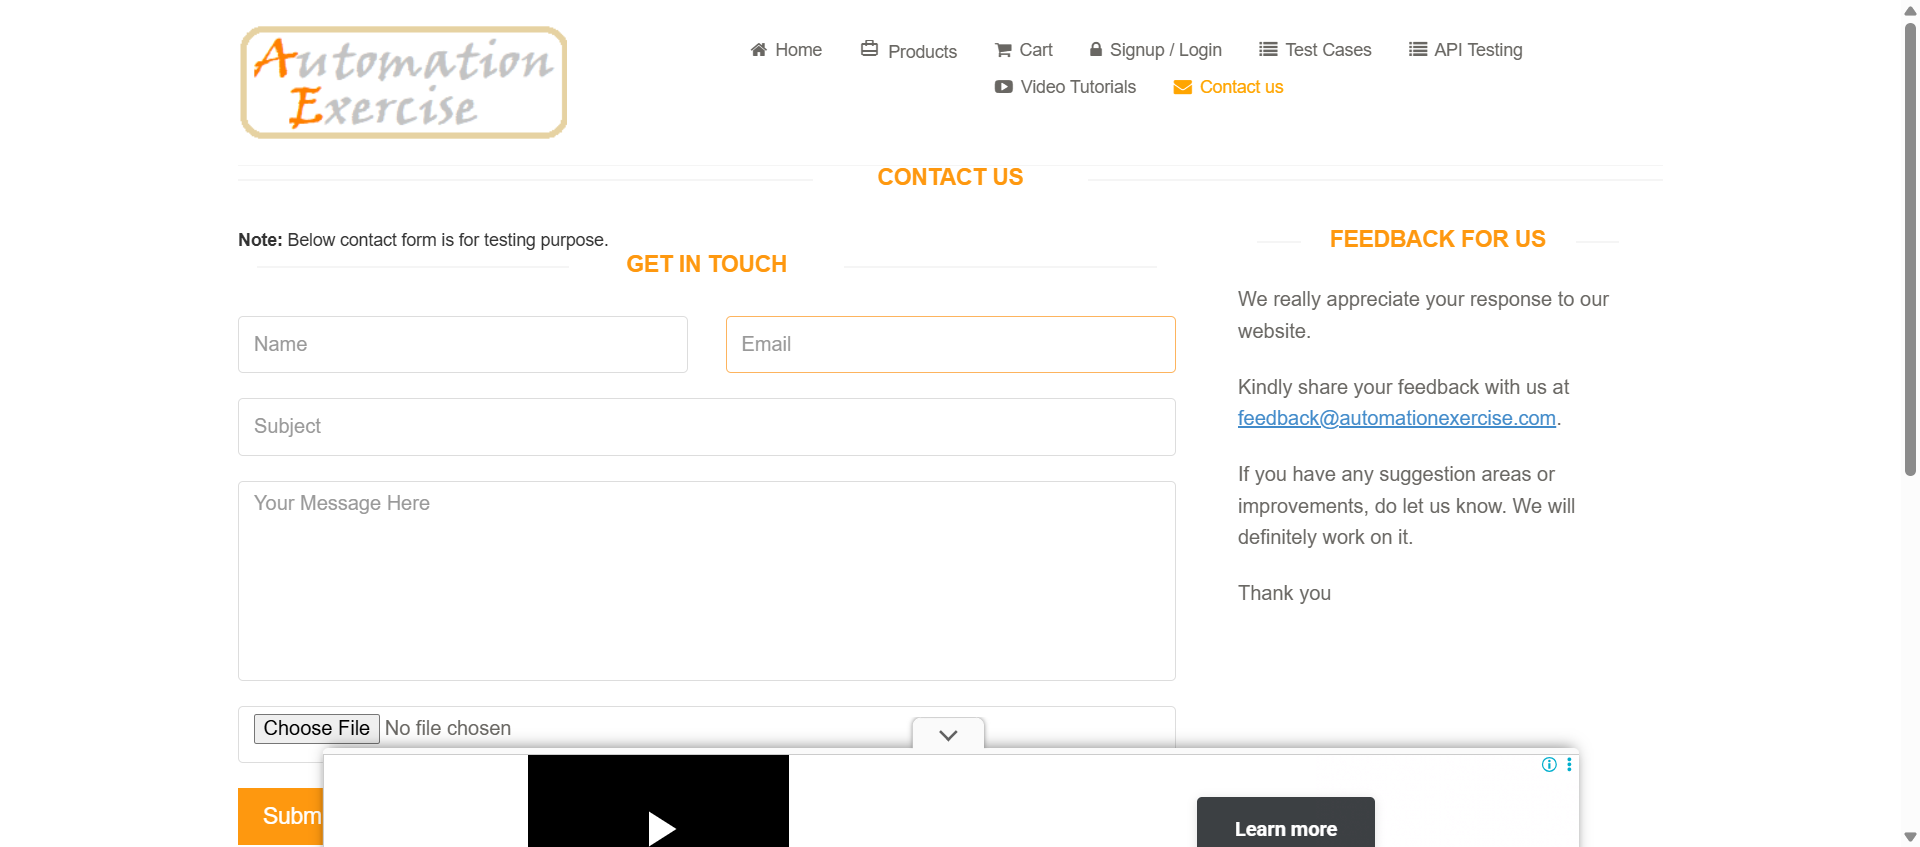 Automation
Exercise
Home
Products
Cart
Signup / Login
Test Cases
API Testing
Video Tutorials
Contact us
CONTACT US
Note: Below contact form is for testing purpose.
GET IN TOUCH
Name
Email
Subject
Your Message Here
Choose File No file chosen
Subm
FEEDBACK FOR US
We really appreciate your response to our
website.
Kindly share your feedback with us at
feedback@automationexercise.com.
If you have any suggestion areas or
improvements, do let us know. We will
definitely work on it.
Thank you
Learn more